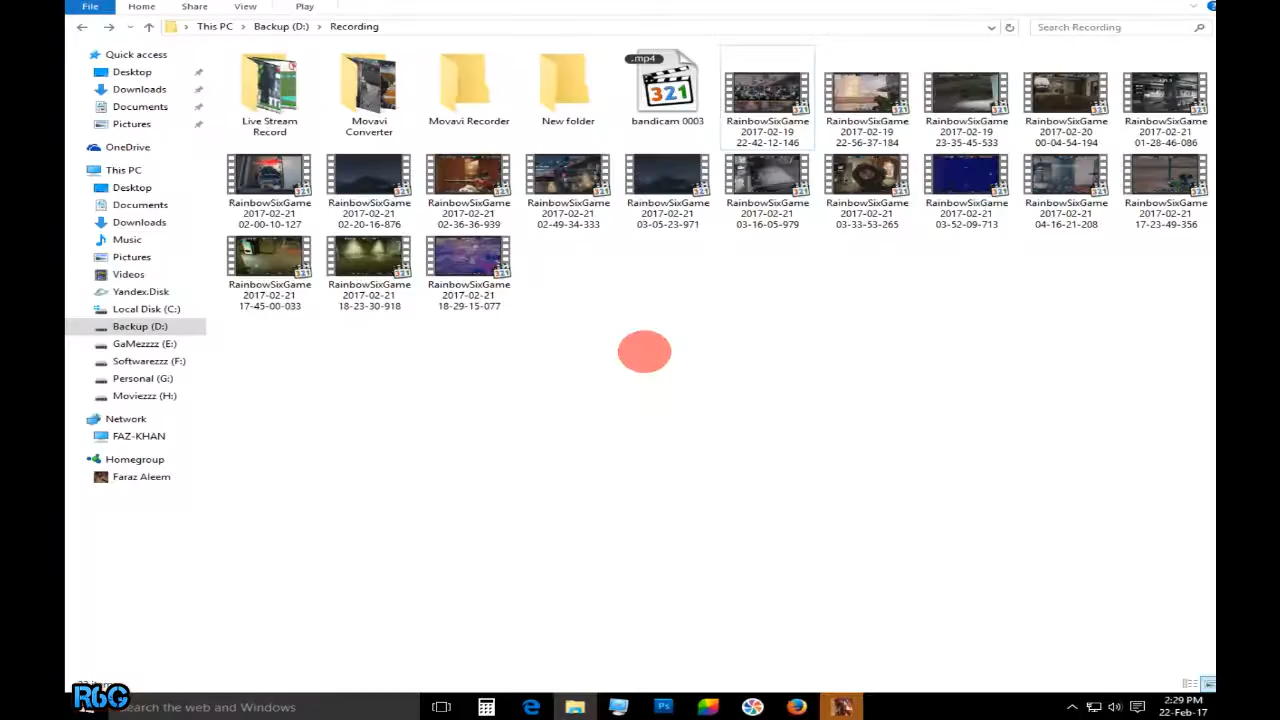 File Home Share View Play
This PC Backup (D:) Recording Search Recording
Quick access
Desktop
Downloads
Documents
Pictures
OneDrive
This PC
Desktop
Documents
Downloads
Music
Pictures
Videos
Yandex.Disk
Local Disk (C:)
Backup (D:)
GaMezzzz (E:)
Softwarezzz (F:)
Personal (G:)
Moviezzz (H:)
Network
FAZ-KHAN
Homegroup
Faraz Aleem
.mp4
321
Live Stream Movavi Movavi Recorder New folder bandicam 0003 RainbowSixGame RainbowSixGame RainbowSixGame RainbowSixGame RainbowSixGame
Record Converter 2017-02-19 2017-02-19 2017-02-19 2017-02-20 2017-02-21
22-42-12-146 22-56-37-184 23-35-45-533 00-04-54-194 01-28-46-086
RainbowSixGame RainbowSixGame RainbowSixGame RainbowSixGame RainbowSixGame RainbowSixGame RainbowSixGame RainbowSixGame RainbowSixGame RainbowSixGame
2017-02-21 2017-02-21 2017-02-21 2017-02-21 2017-02-21 2017-02-21 2017-02-21 2017-02-21 2017-02-21 2017-02-21
02-00-10-127 02-20-16-876 02-36-36-939 02-49-34-333 03-05-23-971 03-16-05-979 03-33-53-265 03-52-09-713 04-16-21-208 17-23-49-356
RainbowSixGame RainbowSixGame RainbowSixGame
2017-02-21 2017-02-21 2017-02-21
17-45-00-033 18-23-30-918 18-29-15-077
R6G
Search the web and Windows
Ps
2:29 PM
22-Feb-17